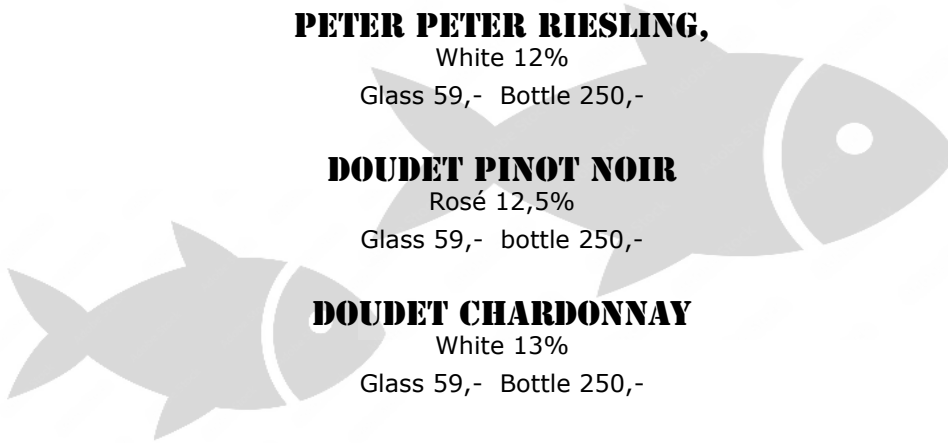 PETER PETER RIESLING,
White 12%
Glass 59,- Bottle 250,-
DOUDET PINOT NOIR
Rosé 12,5%
Glass 59,- bottle 250,-
DOUDET CHARDONNAY
White 13%
Glass 59,- Bottle 250,-